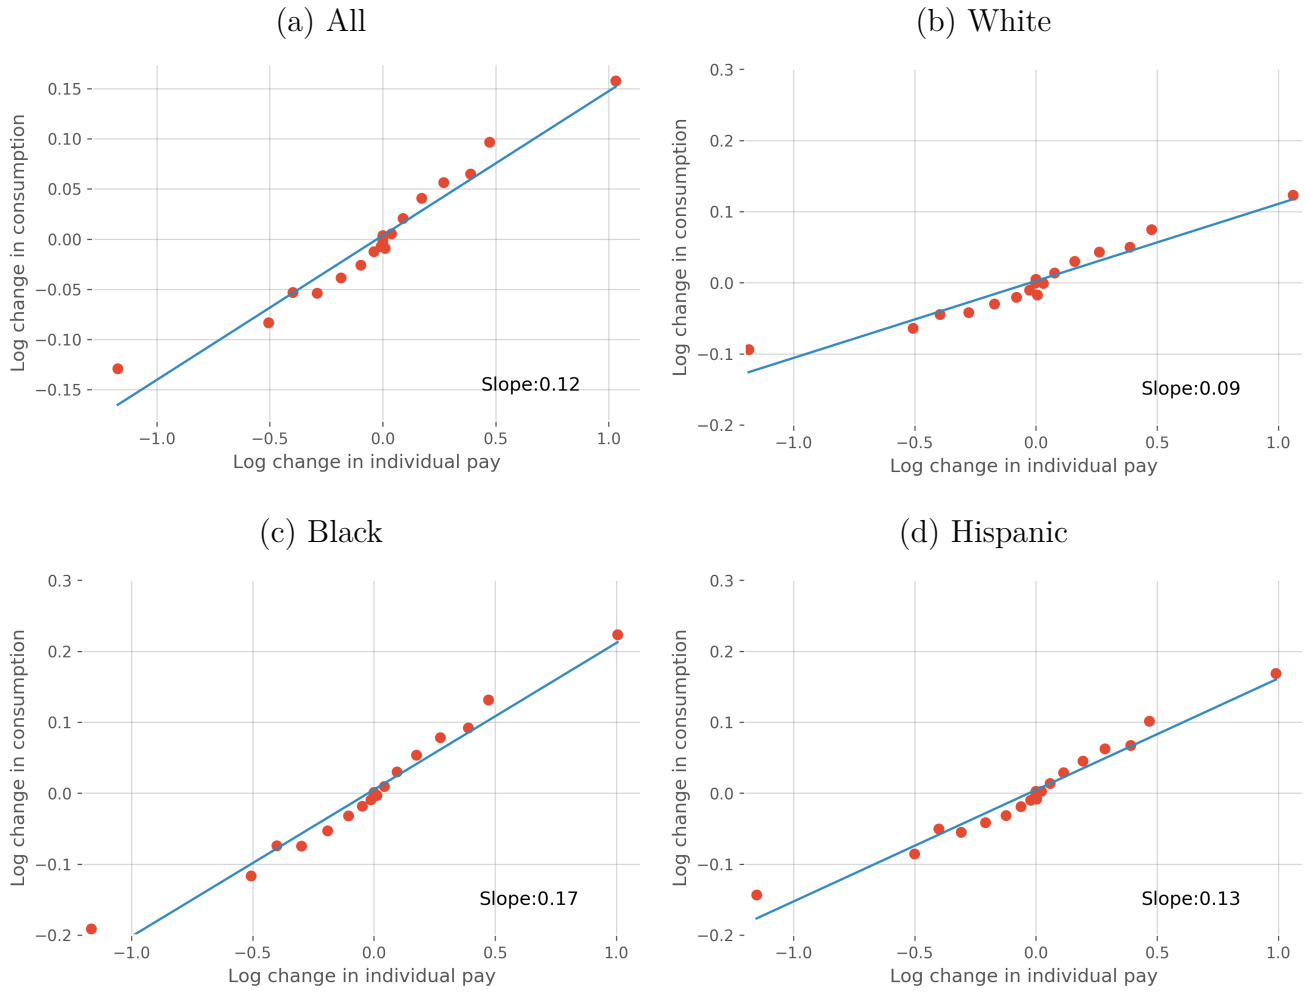 (a) All
0.15
0.10
0.05
0.00
−0.05
−0.10
−0.15
Log change in consumption
Slope:0.12
−1.0 −0.5 0.0 0.5 1.0
Log change in individual pay
(b) White
0.3
0.2
0.1
0.0
−0.1
−0.2
Log change in consumption
Slope:0.09
−1.0 −0.5 0.0 0.5 1.0
Log change in individual pay
(c) Black
0.3
0.2
0.1
0.0
−0.1
−0.2
Log change in consumption
Slope:0.17
−1.0 −0.5 0.0 0.5 1.0
Log change in individual pay
(d) Hispanic
0.3
0.2
0.1
0.0
−0.1
−0.2
Log change in consumption
Slope:0.13
−1.0 −0.5 0.0 0.5 1.0
Log change in individual pay